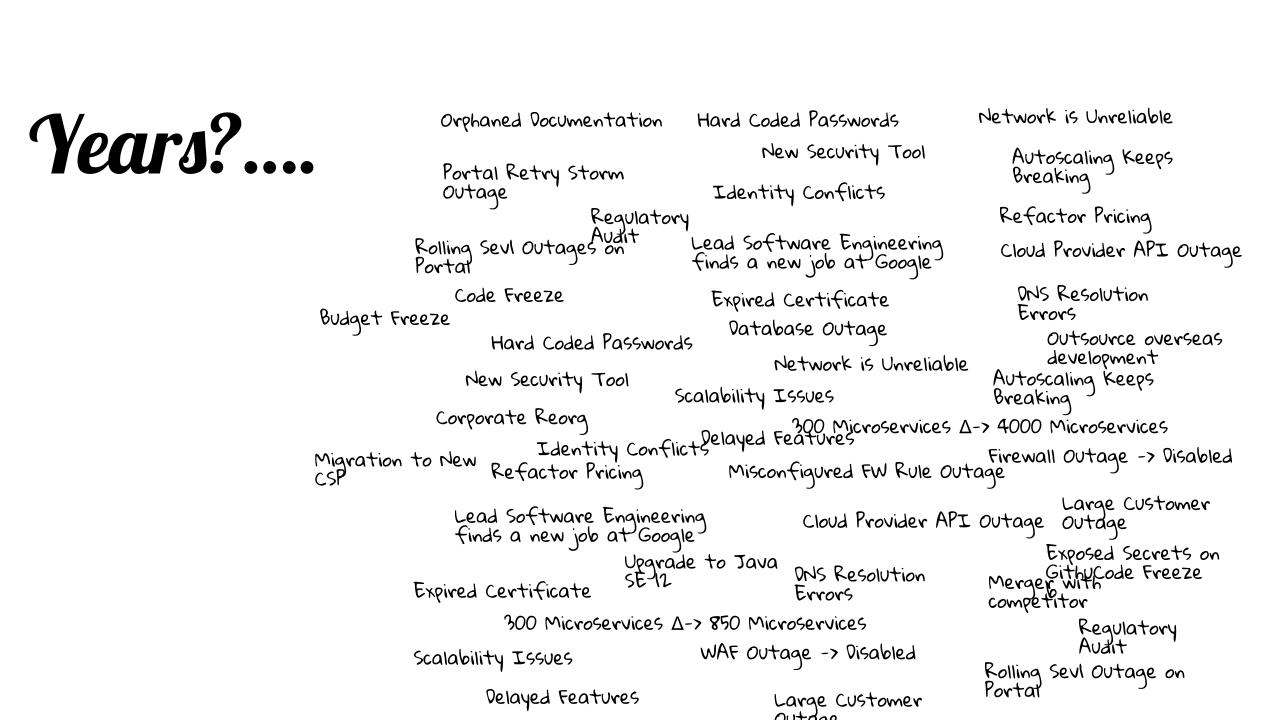 Years?....
Orphaned Documentation
Portal Retry Storm
Outage
Regulatory
Audit
Rolling Sev1 Outages on
Portal
Code Freeze
Budget Freeze
Hard Coded Passwords
New Security Tool
Corporate Reorg
Identity Conflicts
Migration to New
CSP
Refactor Pricing
Lead Software Engineering
finds a new job at Google
Upgrade to Java
SE-12
Expired Certificate
300 Microservices Δ-> 850 Microservices
Scalability Issues
Delayed Features
Hard Coded Passwords
New Security Tool
Identity Conflicts
Lead Software Engineering
finds a new job at Google
Expired Certificate
Database Outage
Network is Unreliable
Scalability Issues
300 Microservices Δ-> 4000 Microservices
Delayed Features
Misconfigured FW Rule Outage
Cloud Provider API Outage
DNS Resolution
Errors
WAF Outage -> Disabled
Large Customer
Outage
Network is Unreliable
Autoscaling Keeps
Breaking
Refactor Pricing
Cloud Provider API Outage
DNS Resolution
Errors
Outsource overseas
development
Autoscaling Keeps
Breaking
Firewall Outage -> Disabled
Large Customer
Outage
Exposed Secrets on
Code Freeze
Merger with
competitor
Regulatory
Audit
Rolling Sev1 Outage on
Portal